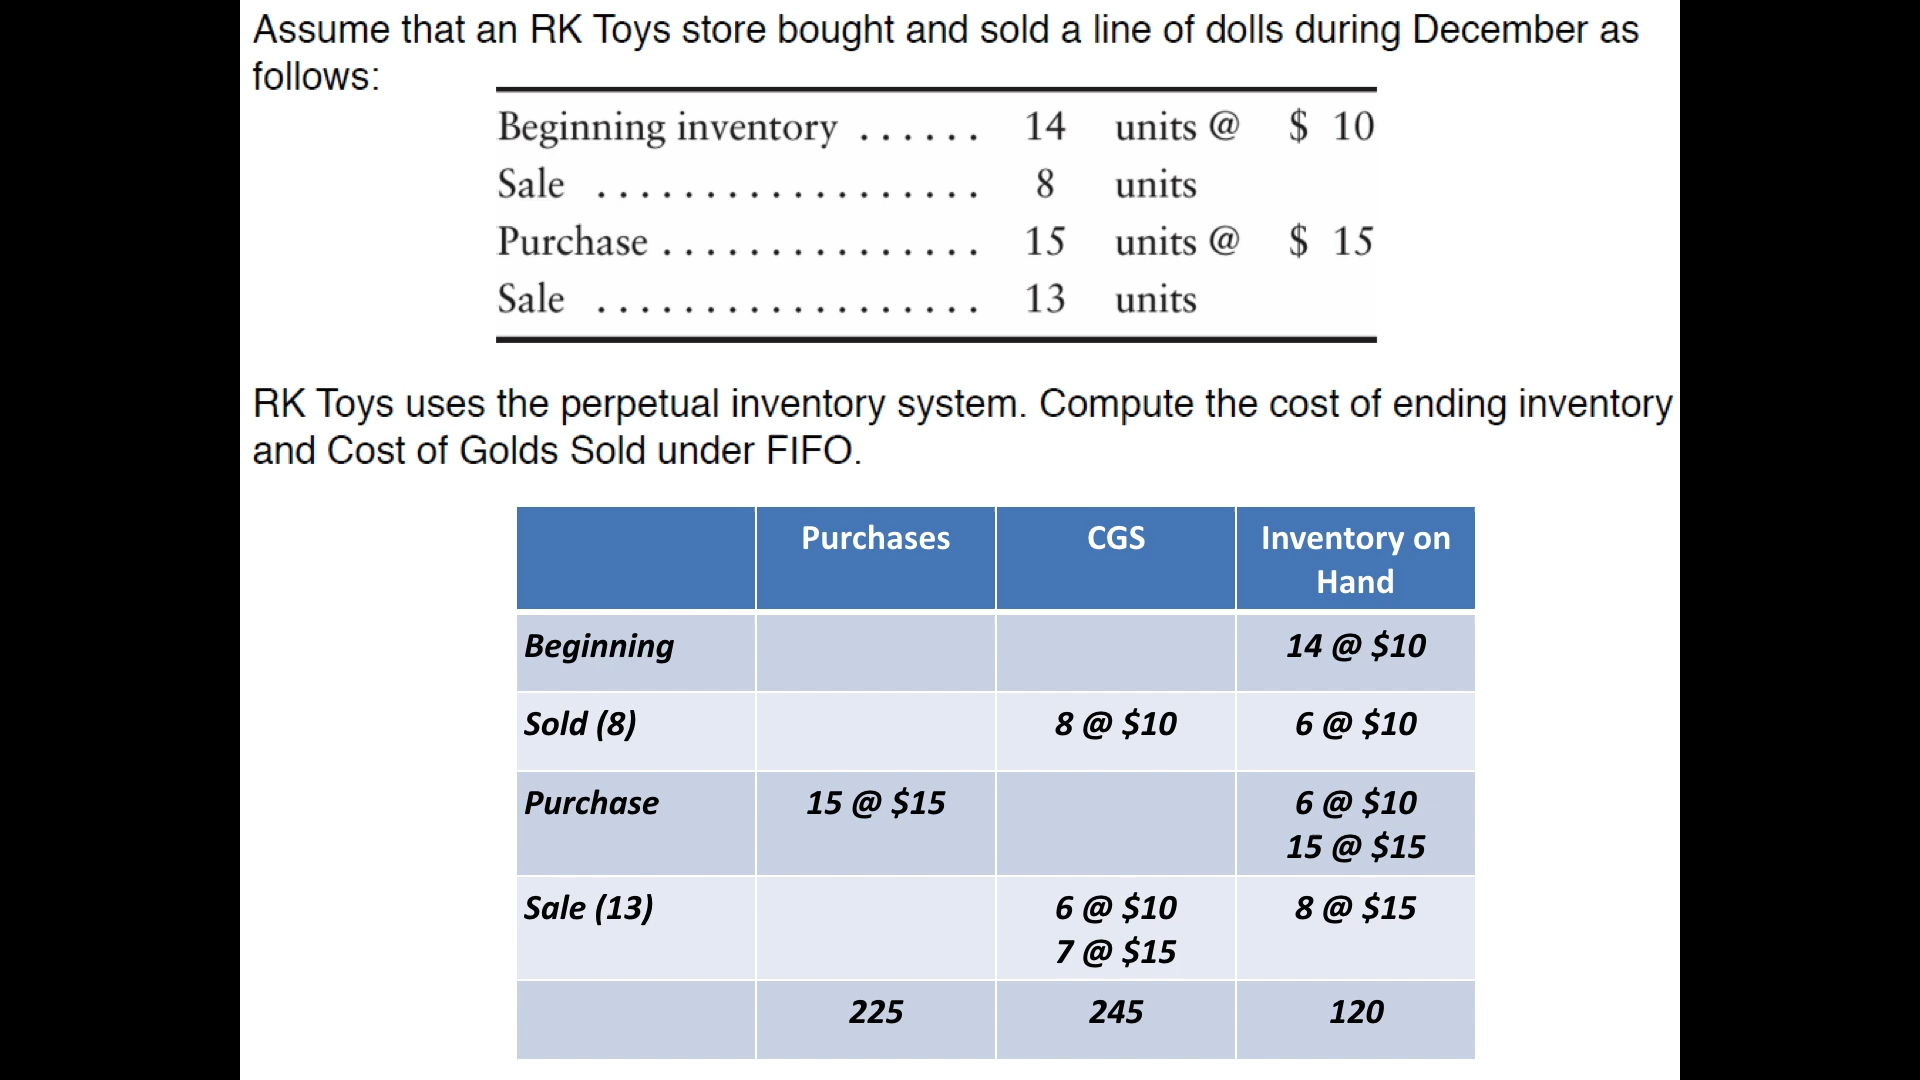 Assume that an RK Toys store bought and sold a line of dolls during December as
follows:
Beginning inventory ...... 14 units @ $ 10
Sale .................. 8 units
Purchase ............... 15 units @ $ 15
Sale .................. 13 units
RK Toys uses the perpetual inventory system. Compute the cost of ending inventory
and Cost of Golds Sold under FIFO.
Purchases CGS Inventory on
Hand
Beginning 14 @ $10
Sold (8) 8 @ $10 6 @ $10
Purchase 15 @ $15 6 @ $10
15 @ $15
Sale (13) 6 @ $10 8 @ $15
7 @ $15
225 245 120